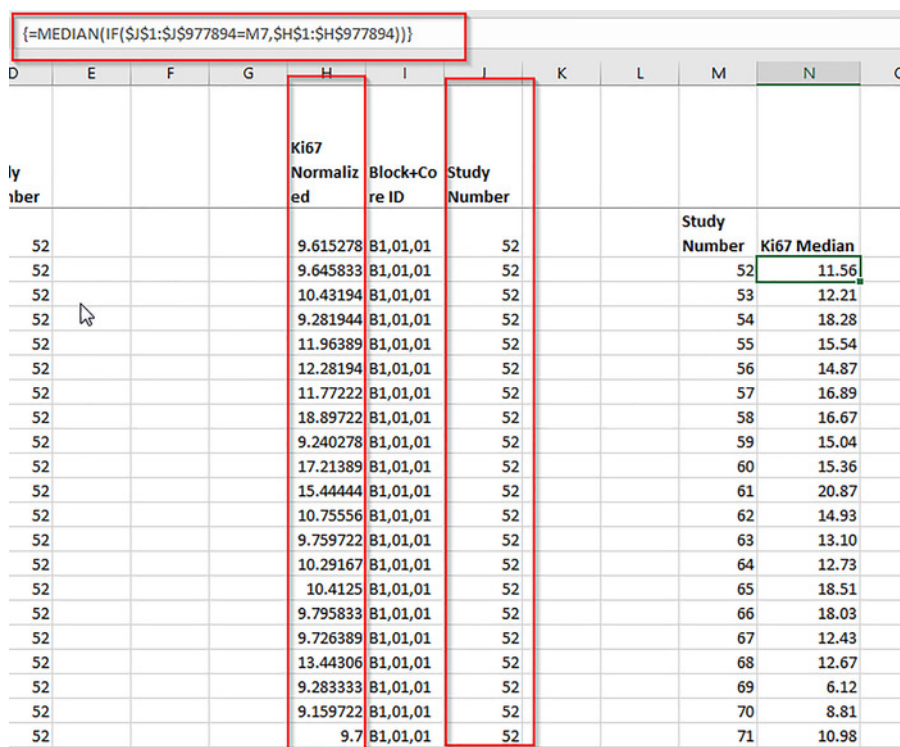 {=MEDIAN(IF($J$1:$J$977894=M7,$H$1:$H$977894))}
D E F G H I J K L M N
Ki67
ly Normaliz Block+Co Study
nber ed re ID Number
Study
52 9.615278 B1,01,01 52 Number Ki67 Median
52 9.645833 B1,01,01 52 52 11.56
52 10.43194 B1,01,01 52 53 12.21
52 9.281944 B1,01,01 52 54 18.28
52 11.96389 B1,01,01 52 55 15.54
52 12.28194 B1,01,01 52 56 14.87
52 11.77222 B1,01,01 52 57 16.89
52 18.89722 B1,01,01 52 58 16.67
52 9.240278 B1,01,01 52 59 15.04
52 17.21389 B1,01,01 52 60 15.36
52 15.44444 B1,01,01 52 61 20.87
52 10.75556 B1,01,01 52 62 14.93
52 9.759722 B1,01,01 52 63 13.10
52 10.29167 B1,01,01 52 64 12.73
52 10.4125 B1,01,01 52 65 18.51
52 9.795833 B1,01,01 52 66 18.03
52 9.726389 B1,01,01 52 67 12.43
52 13.44306 B1,01,01 52 68 12.67
52 9.283333 B1,01,01 52 69 6.12
52 9.159722 B1,01,01 52 70 8.81
52 9.7 B1,01,01 52 71 10.98